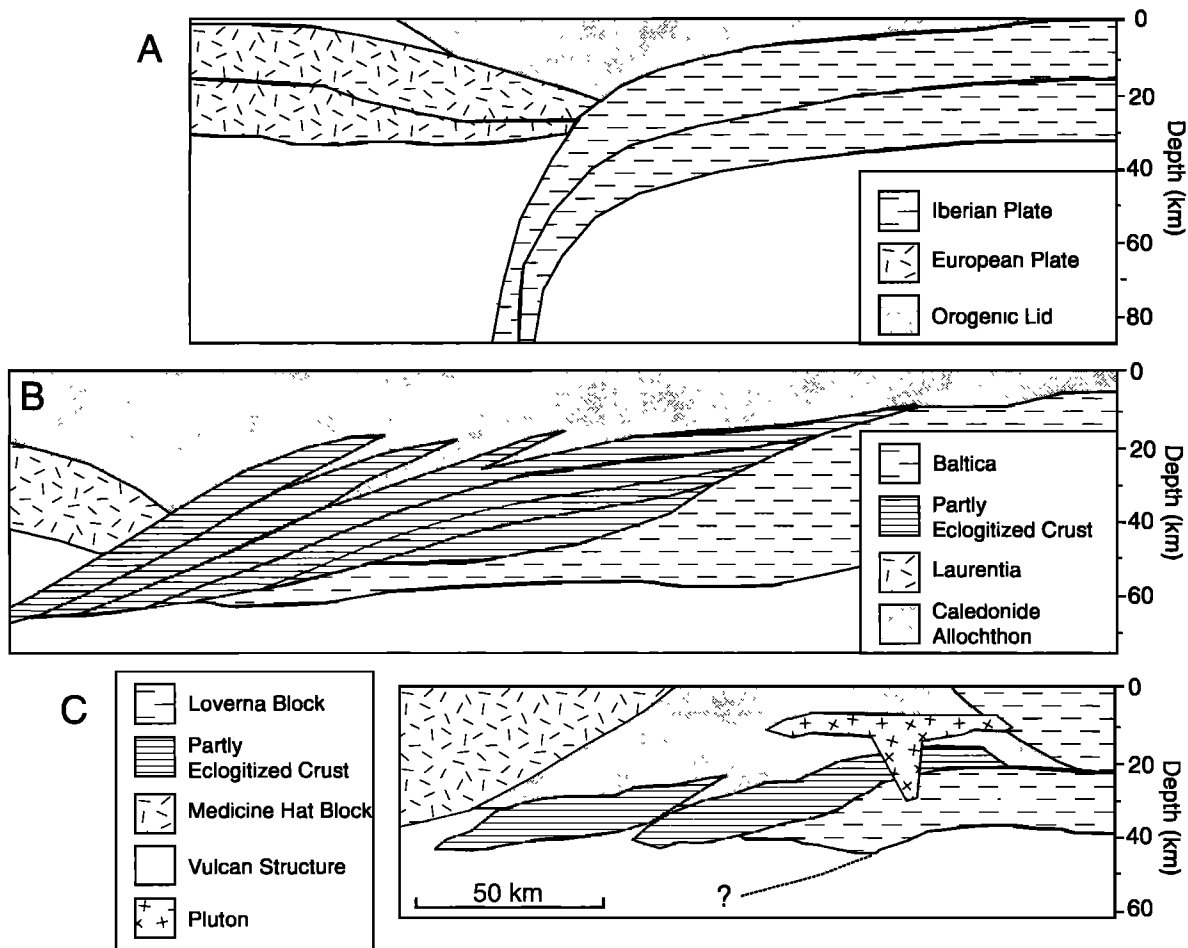 A
0
20
40
60
80
Depth (km)
Iberian Plate
European Plate
Orogenic Lid
B
0
20
40
60
Depth (km)
Baltica
Partly
Eclogitized Crust
Laurentia
Caledonide
Allochthon
C
Loverna Block
Partly
Eclogitized Crust
Medicine Hat Block
Vulcan Structure
Pluton
0
20
40
60
Depth (km)
50 km
?